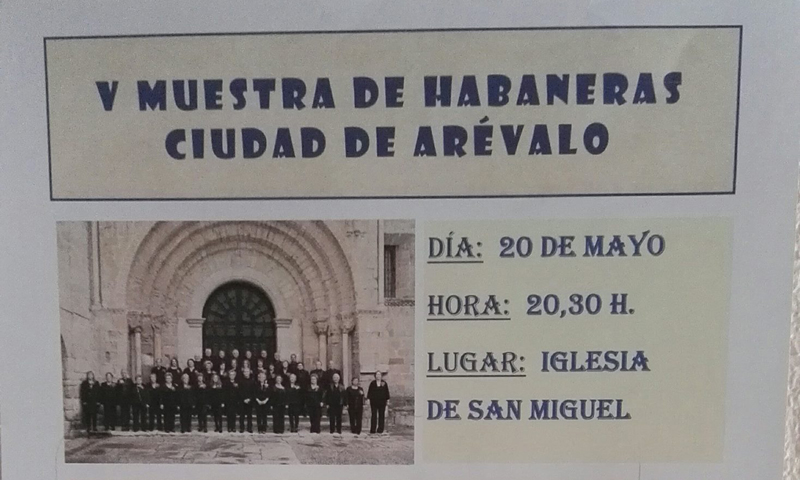 V MUESTRA DE HABANERAS
CIUDAD DE ARÉVALO
DÍA: 20 DE MAYO
HORA: 20,30 H.
LUGAR: IGLESIA
DE SAN MIGUEL